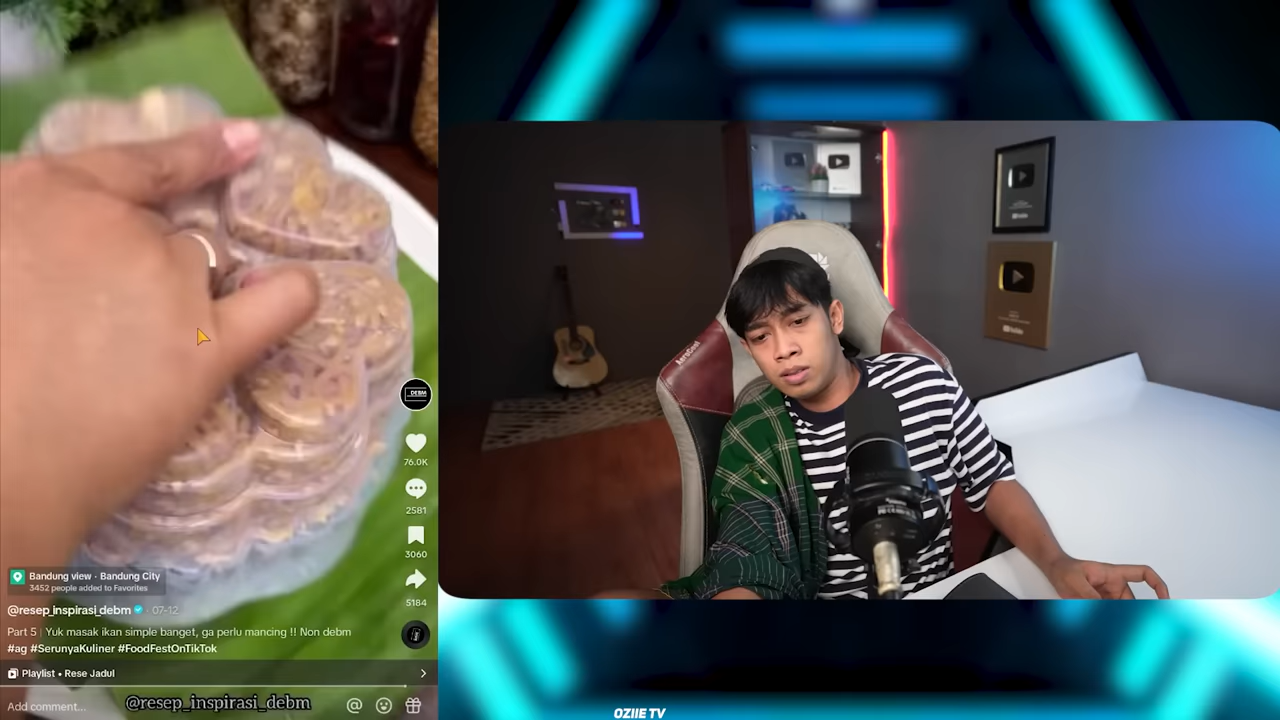 76.0K
2581
3060
5184
Bandung view · Bandung City
3452 people added to Favorites
@resep_inspirasi_debm · 07-12
Part 5 | Yuk masak ikan simple banget, ga perlu mancing !! Non debm
#ag #SerunyaKuliner #FoodFestOnTikTok
Playlist • Rese Jadul
Add comment...
@resep_inspirasi_debm
DEBM
AeroCool
OZIIE TV